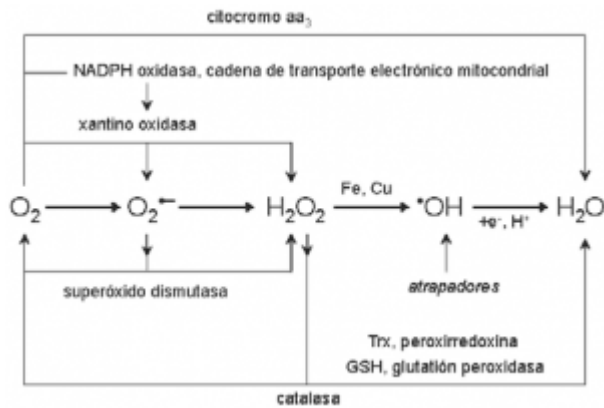 citocromo aa₃
NADPH oxidasa, cadena de transporte electrónico mitocondrial
xantino oxidasa
Fe, Cu
O₂ O₂•− H₂O₂ •OH H₂O
+e⁻, H⁺
superóxido dismutasa
atrapadores
Trx, peroxirredoxina
GSH, glutatión peroxidasa
catalasa